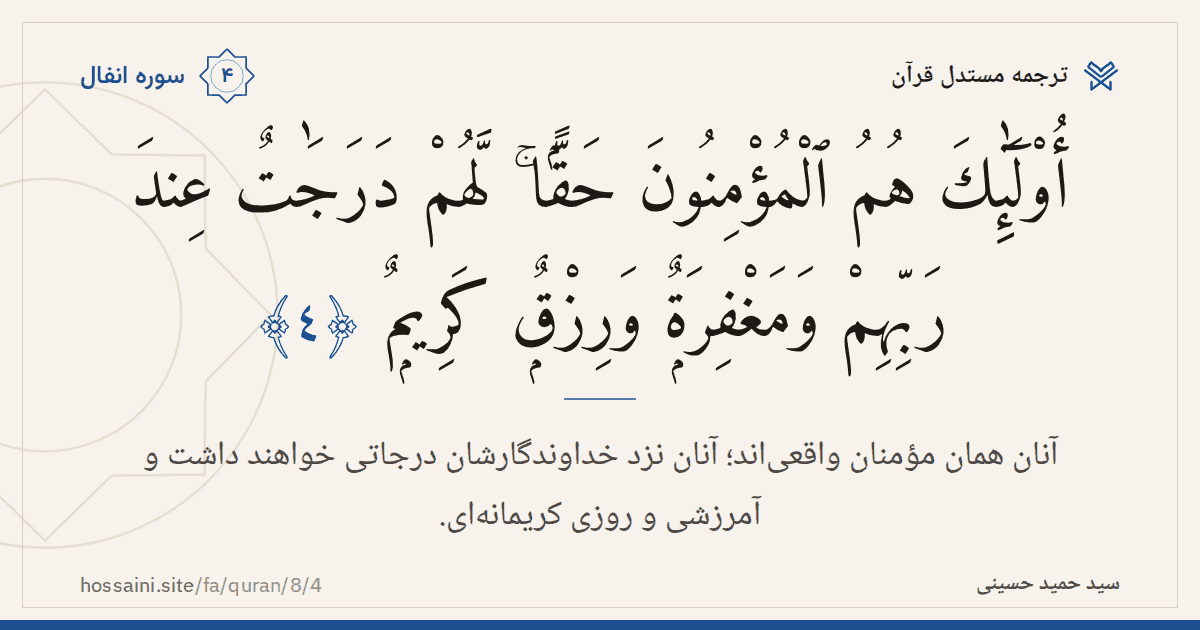 ترجمه مستدل قرآن
سوره انفال ۴
أُو۟لَٰٓئِكَ هُمُ ٱلْمُؤْمِنُونَ حَقًّۭا ۚ لَّهُمْ دَرَجَٰتٌ عِندَ
رَبِّهِمْ وَمَغْفِرَةٌۭ وَرِزْقٌۭ كَرِيمٌۭ ﴿٤﴾
آنان همان مؤمنان واقعی‌اند؛ آنان نزد خداوندگارشان درجاتی خواهند داشت و
آمرزشی و روزی کریمانه‌ای.
سید حمید حسینی
hossaini.site/fa/quran/8/4